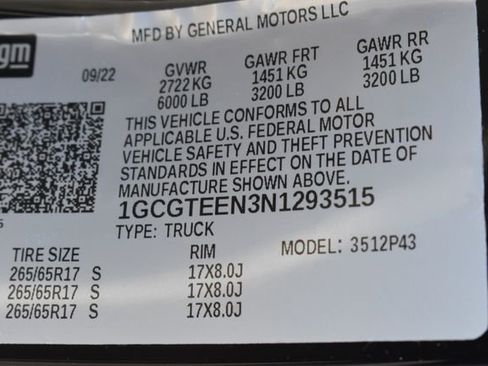 MFD BY GENERAL MOTORS LLC
gm
09/22
GVWR GAWR FRT GAWR RR
2722 KG 1451 KG 1451 KG
6000 LB 3200 LB 3200 LB
THIS VEHICLE CONFORMS TO ALL
APPLICABLE U.S. FEDERAL MOTOR
VEHICLE SAFETY AND THEFT PREVENTION
STANDARDS IN EFFECT ON THE DATE OF
MANUFACTURE SHOWN ABOVE.
1GCGTEEN3N1293515
TYPE: TRUCK
MODEL: 3512P43
TIRE SIZE RIM
265/65R17 S 17X8.0J
265/65R17 S 17X8.0J
265/65R17 S 17X8.0J